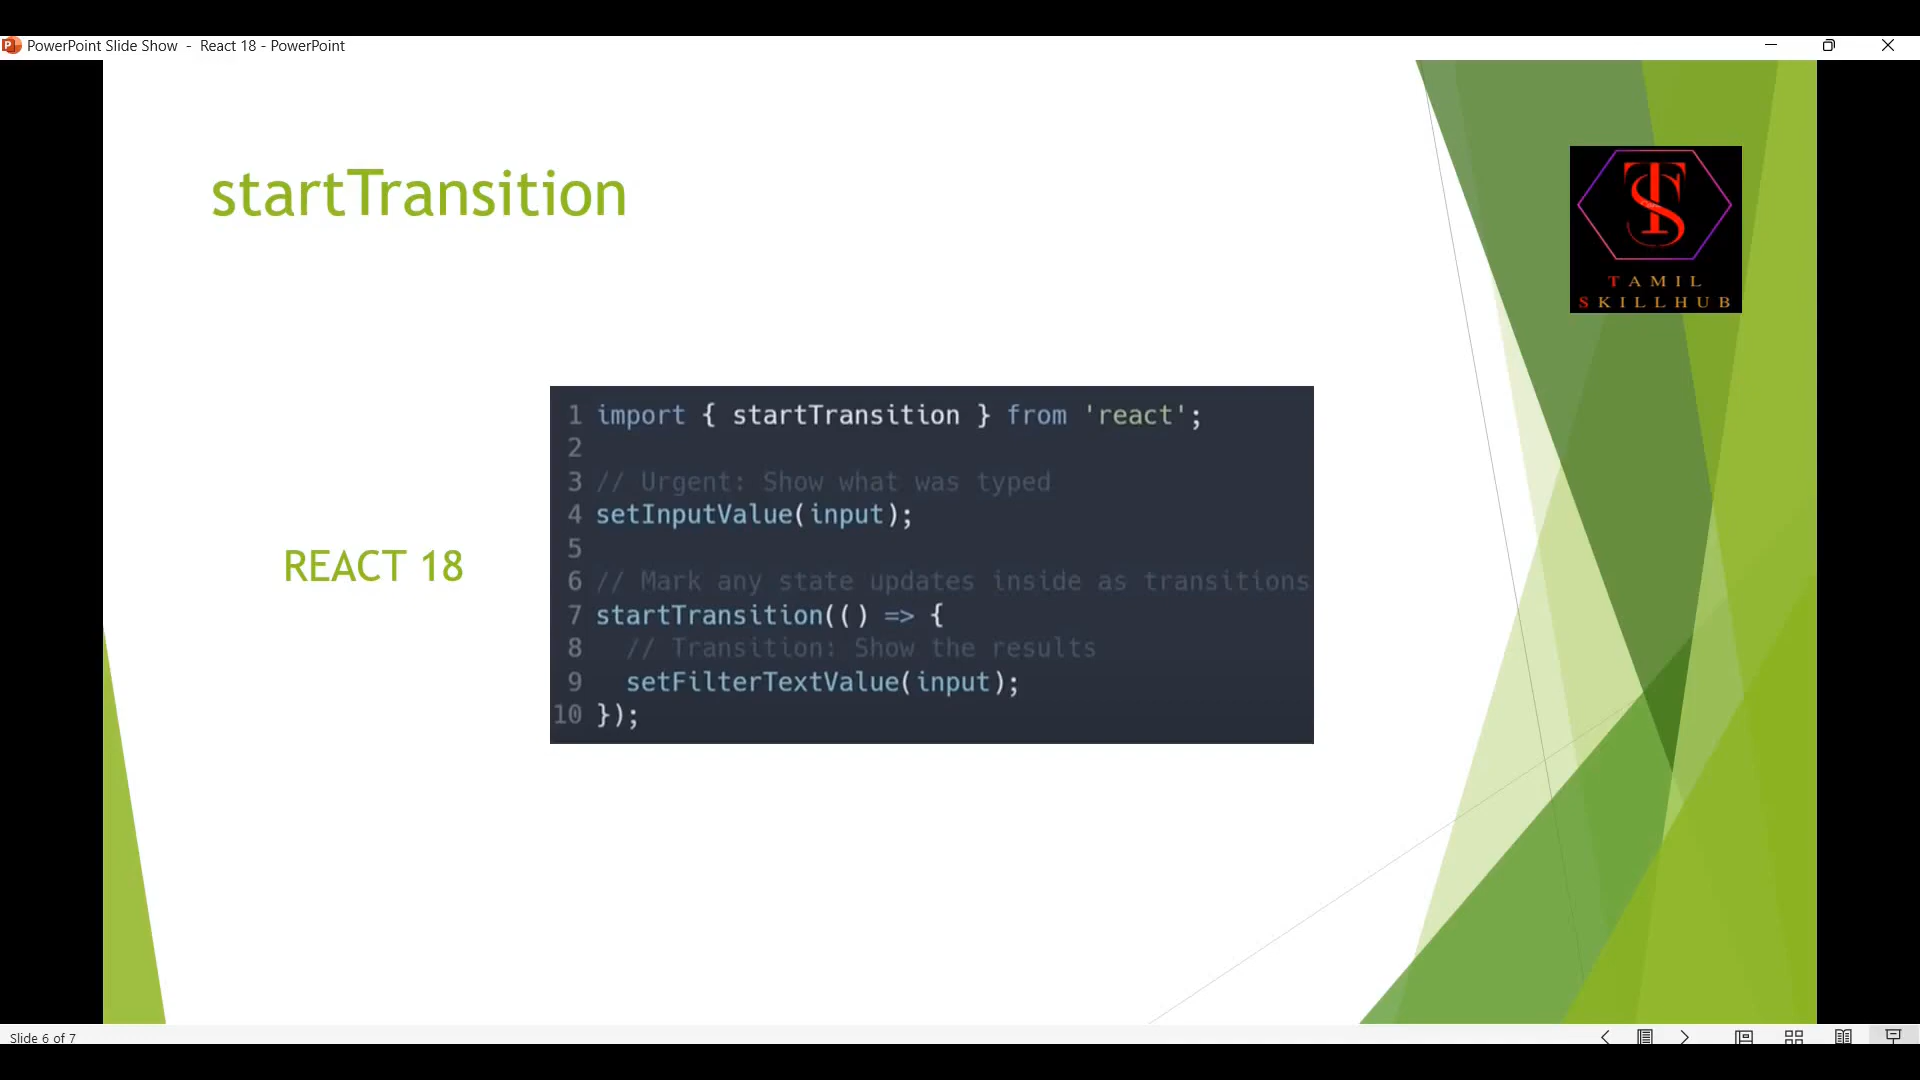 PowerPoint Slide Show - React 18 - PowerPoint
startTransition
TS
TAMIL
SKILLHUB
REACT 18
1 import { startTransition } from 'react';
2
3 // Urgent: Show what was typed
4 setInputValue(input);
5
6 // Mark any state updates inside as transitions
7 startTransition(() => {
8   // Transition: Show the results
9   setFilterTextValue(input);
10 });
Slide 6 of 7